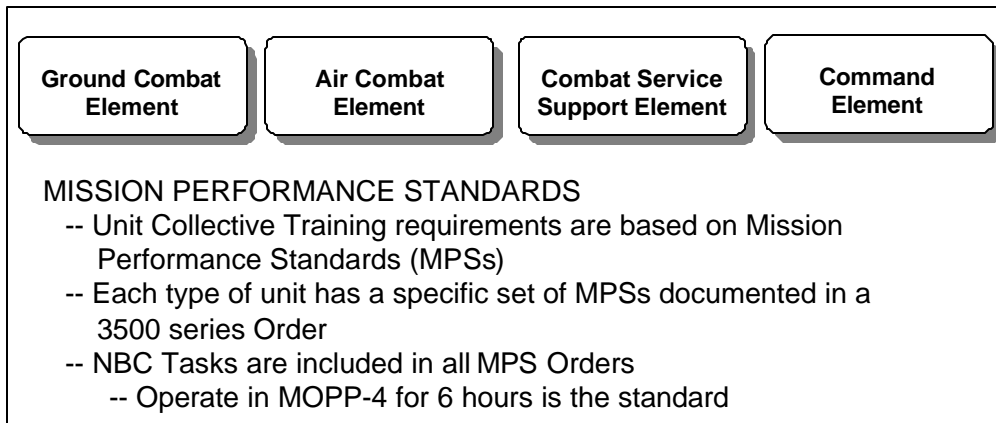 Ground Combat
Element
Air Combat
Element
Combat Service
Support Element
Command
Element
MISSION PERFORMANCE STANDARDS
-- Unit Collective Training requirements are based on Mission
Performance Standards (MPSs)
-- Each type of unit has a specific set of MPSs documented in a
3500 series Order
-- NBC Tasks are included in all MPS Orders
-- Operate in MOPP-4 for 6 hours is the standard